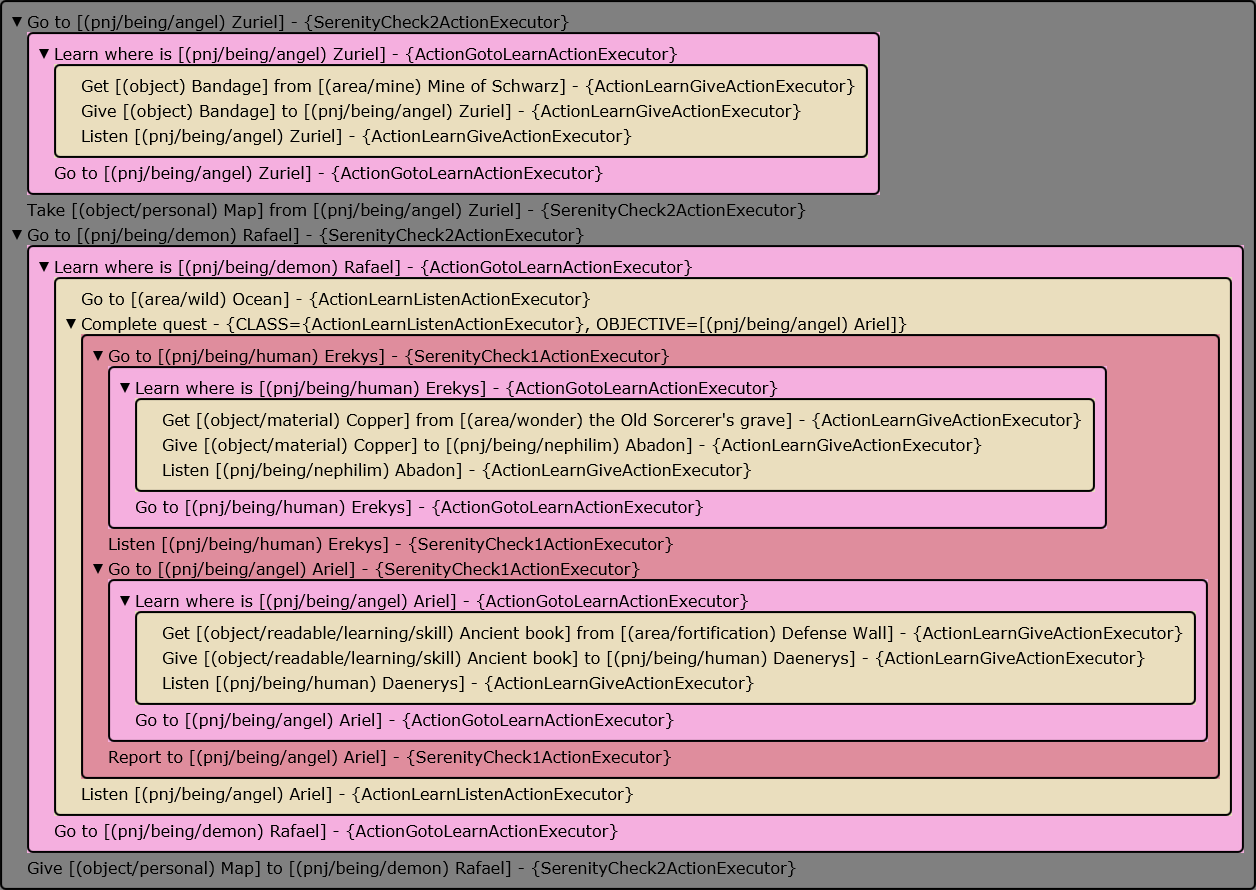 ▼Go to [(pnj/being/angel) Zuriel] - {SerenityCheck2ActionExecutor}
▼Learn where is [(pnj/being/angel) Zuriel] - {ActionGotoLearnActionExecutor}
Get [(object) Bandage] from [(area/mine) Mine of Schwarz] - {ActionLearnGiveActionExecutor}
Give [(object) Bandage] to [(pnj/being/angel) Zuriel] - {ActionLearnGiveActionExecutor}
Listen [(pnj/being/angel) Zuriel] - {ActionLearnGiveActionExecutor}
Go to [(pnj/being/angel) Zuriel] - {ActionGotoLearnActionExecutor}
Take [(object/personal) Map] from [(pnj/being/angel) Zuriel] - {SerenityCheck2ActionExecutor}
▼Go to [(pnj/being/demon) Rafael] - {SerenityCheck2ActionExecutor}
▼Learn where is [(pnj/being/demon) Rafael] - {ActionGotoLearnActionExecutor}
Go to [(area/wild) Ocean] - {ActionLearnListenActionExecutor}
▼Complete quest - {CLASS={ActionLearnListenActionExecutor}, OBJECTIVE=[(pnj/being/angel) Ariel]}
▼Go to [(pnj/being/human) Erekys] - {SerenityCheck1ActionExecutor}
▼Learn where is [(pnj/being/human) Erekys] - {ActionGotoLearnActionExecutor}
Get [(object/material) Copper] from [(area/wonder) the Old Sorcerer's grave] - {ActionLearnGiveActionExecutor}
Give [(object/material) Copper] to [(pnj/being/nephilim) Abadon] - {ActionLearnGiveActionExecutor}
Listen [(pnj/being/nephilim) Abadon] - {ActionLearnGiveActionExecutor}
Go to [(pnj/being/human) Erekys] - {ActionGotoLearnActionExecutor}
Listen [(pnj/being/human) Erekys] - {SerenityCheck1ActionExecutor}
▼Go to [(pnj/being/angel) Ariel] - {SerenityCheck1ActionExecutor}
▼Learn where is [(pnj/being/angel) Ariel] - {ActionGotoLearnActionExecutor}
Get [(object/readable/learning/skill) Ancient book] from [(area/fortification) Defense Wall] - {ActionLearnGiveActionExecutor}
Give [(object/readable/learning/skill) Ancient book] to [(pnj/being/human) Daenerys] - {ActionLearnGiveActionExecutor}
Listen [(pnj/being/human) Daenerys] - {ActionLearnGiveActionExecutor}
Go to [(pnj/being/angel) Ariel] - {ActionGotoLearnActionExecutor}
Report to [(pnj/being/angel) Ariel] - {SerenityCheck1ActionExecutor}
Listen [(pnj/being/angel) Ariel] - {ActionLearnListenActionExecutor}
Go to [(pnj/being/demon) Rafael] - {ActionGotoLearnActionExecutor}
Give [(object/personal) Map] to [(pnj/being/demon) Rafael] - {SerenityCheck2ActionExecutor}